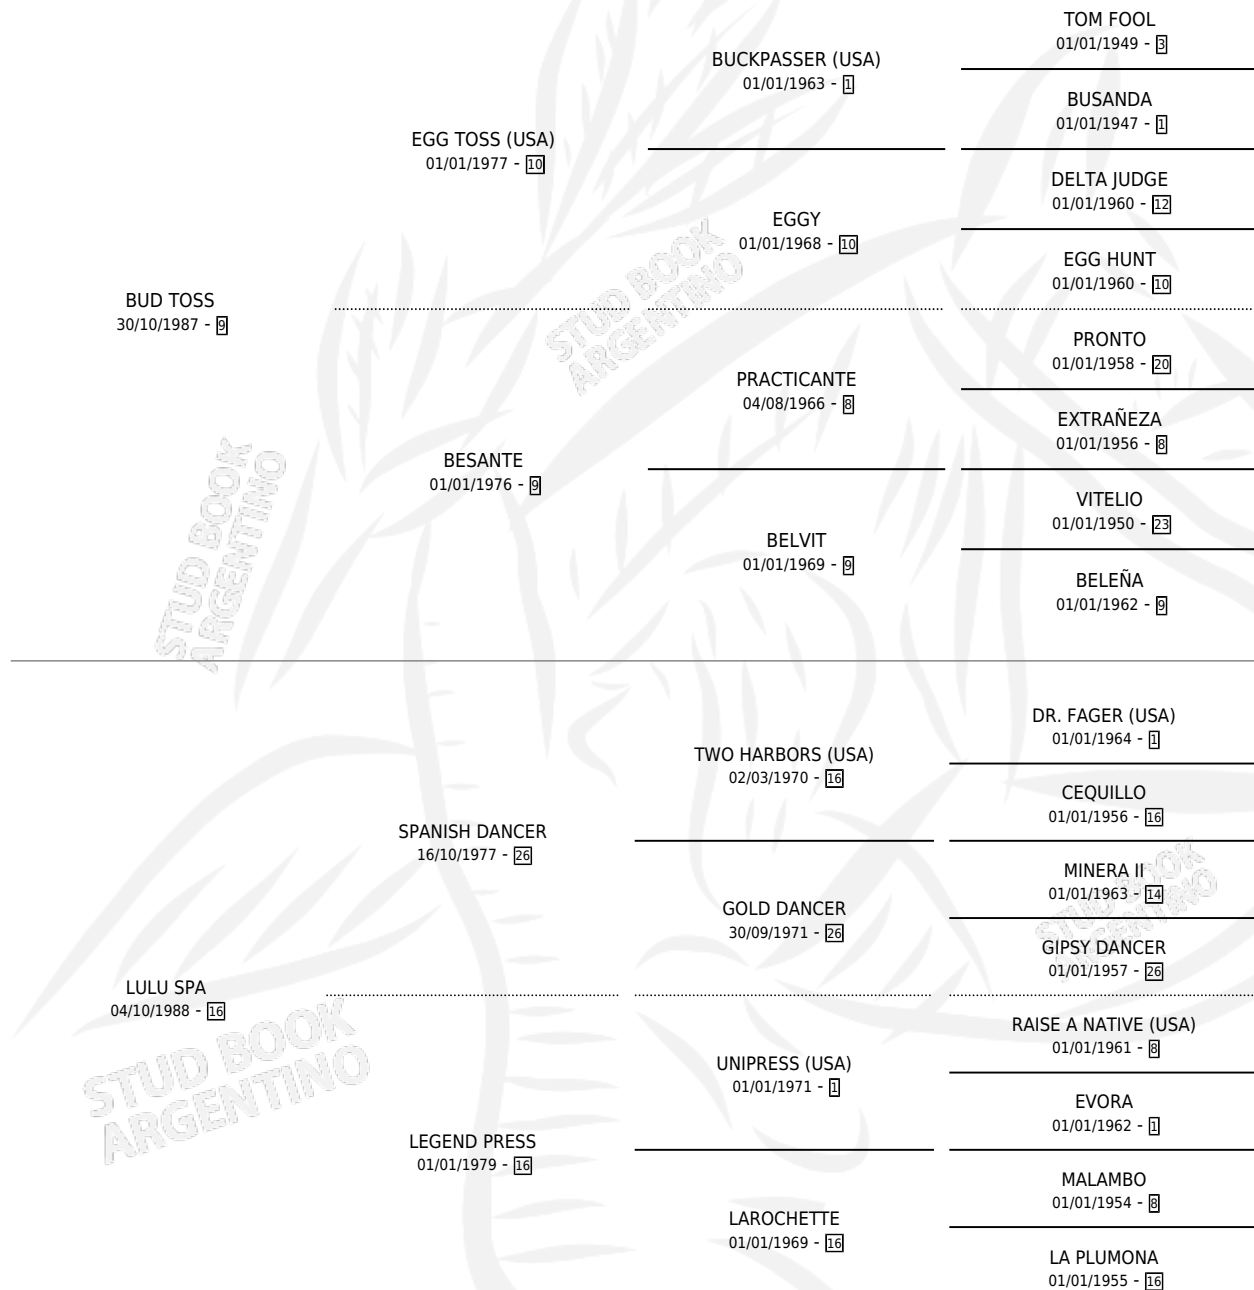 TOM FOOL
01/01/1949 - 3
BUCKPASSER (USA)
01/01/1963 - 1
BUSANDA
01/01/1947 - 1
EGG TOSS (USA)
01/01/1977 - 10
DELTA JUDGE
01/01/1960 - 12
EGGY
01/01/1968 - 10
EGG HUNT
01/01/1960 - 10
BUD TOSS
30/10/1987 - 9
PRONTO
01/01/1958 - 20
PRACTICANTE
04/08/1966 - 8
EXTRAÑEZA
01/01/1956 - 8
BESANTE
01/01/1976 - 9
VITELIO
01/01/1950 - 23
BELVIT
01/01/1969 - 9
BELEÑA
01/01/1962 - 9
DR. FAGER (USA)
01/01/1964 - 1
TWO HARBORS (USA)
02/03/1970 - 16
CEQUILLO
01/01/1956 - 16
SPANISH DANCER
16/10/1977 - 26
MINERA II
01/01/1963 - 14
GOLD DANCER
30/09/1971 - 26
GIPSY DANCER
01/01/1957 - 26
LULU SPA
04/10/1988 - 16
RAISE A NATIVE (USA)
01/01/1961 - 8
UNIPRESS (USA)
01/01/1971 - 1
EVORA
01/01/1962 - 1
LEGEND PRESS
01/01/1979 - 16
MALAMBO
01/01/1954 - 8
LAROCHETTE
01/01/1969 - 16
LA PLUMONA
01/01/1955 - 16
STUD BOOK
ARGENTINO
STUD BOOK
ARGENTINO
STUD BOOK
ARGENTINO
STUD BOOK
ARGENTINO